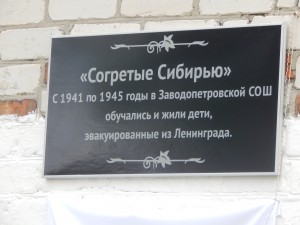 «Согретые Сибирью»
С 1941 по 1945 годы в Заводопетровской СОШ
обучались и жили дети,
эвакуированные из Ленинграда.